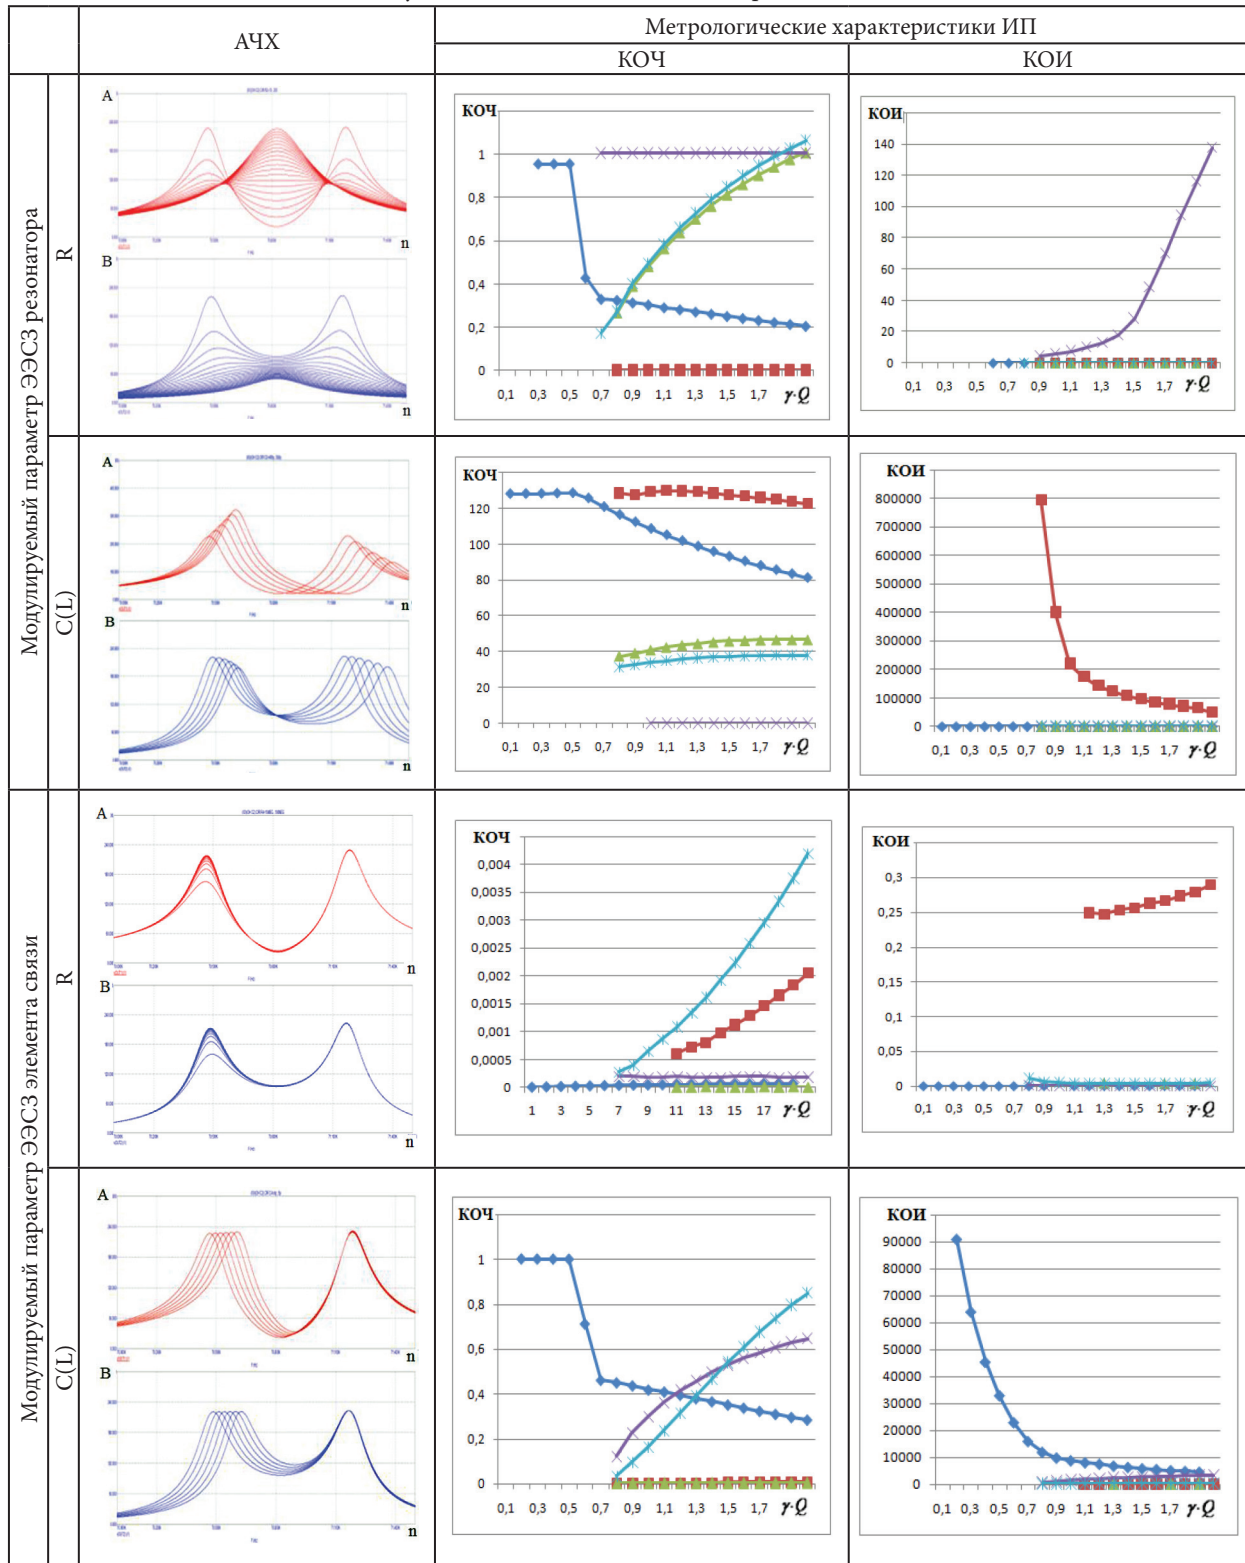 АЧХ
Метрологические характеристики ИП
КОЧ
КОИ
Модулируемый параметр ЭЭСЗ резонатора
R
A
n
B
n
КОЧ
1
0,8
0,6
0,4
0,2
0
0,1 0,3 0,5 0,7 0,9 1,1 1,3 1,5 1,7 γ·Q
КОИ
140
120
100
80
60
40
20
0
0,1 0,3 0,5 0,7 0,9 1,1 1,3 1,5 1,7 γ·Q
C(L)
A
n
B
n
КОЧ
120
100
80
60
40
20
0
0,1 0,3 0,5 0,7 0,9 1,1 1,3 1,5 1,7 γ·Q
КОИ
800000
700000
600000
500000
400000
300000
200000
100000
0
0,1 0,3 0,5 0,7 0,9 1,1 1,3 1,5 1,7 γ·Q
Модулируемый параметр ЭЭСЗ элемента связи
R
A
n
B
n
КОЧ
0,004
0,0035
0,003
0,0025
0,002
0,0015
0,001
0,0005
0
1 3 5 7 9 11 13 15 17 γ·Q
КОИ
0,3
0,25
0,2
0,15
0,1
0,05
0
0,1 0,3 0,5 0,7 0,9 1,1 1,3 1,5 1,7 γ·Q
C(L)
A
n
B
n
КОЧ
1
0,8
0,6
0,4
0,2
0
0,1 0,3 0,5 0,7 0,9 1,1 1,3 1,5 1,7 γ·Q
КОИ
90000
80000
70000
60000
50000
40000
30000
20000
10000
0
0,1 0,3 0,5 0,7 0,9 1,1 1,3 1,5 1,7 γ·Q